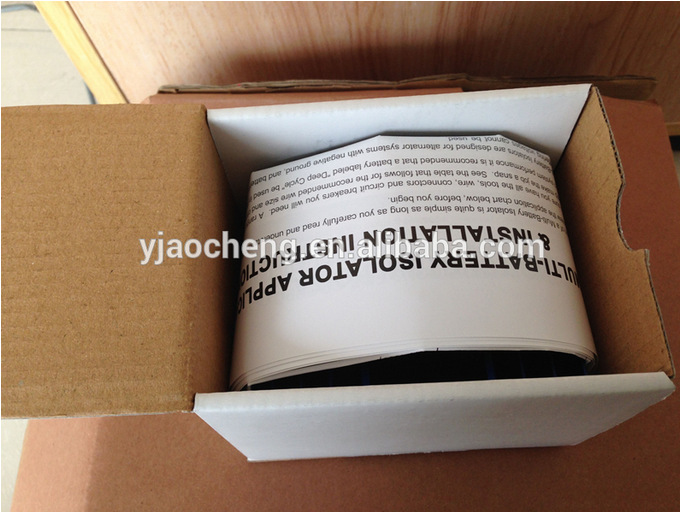 ULTI-BATTERY ISOLATOR APPLIC
& INSTALLATION INSTRUCTIO
Multi-Battery Isolator is quite simple as long as you carefully read and
application chart below, before you begin.
you have all the tools, wire, connectors and circuit breakers you will need. A
the job a snap. See the table that follows for the recommended wire size and
performance it is recommended that a battery labeled "Deep Cycle" be used
isolators are designed for alternator systems with negative ground, and
voltages cannot be used
yjaocheng.en.alibaba.com